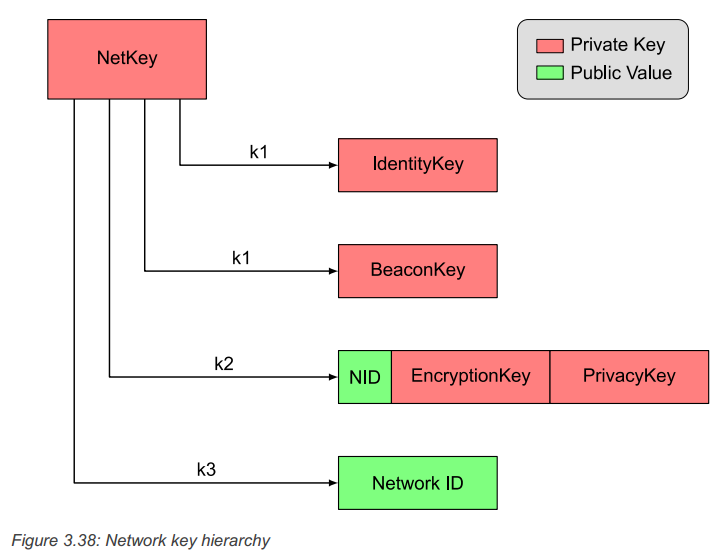 NetKey
Private Key
Public Value
k1
IdentityKey
k1
BeaconKey
k2
NID
EncryptionKey
PrivacyKey
k3
Network ID
Figure 3.38: Network key hierarchy